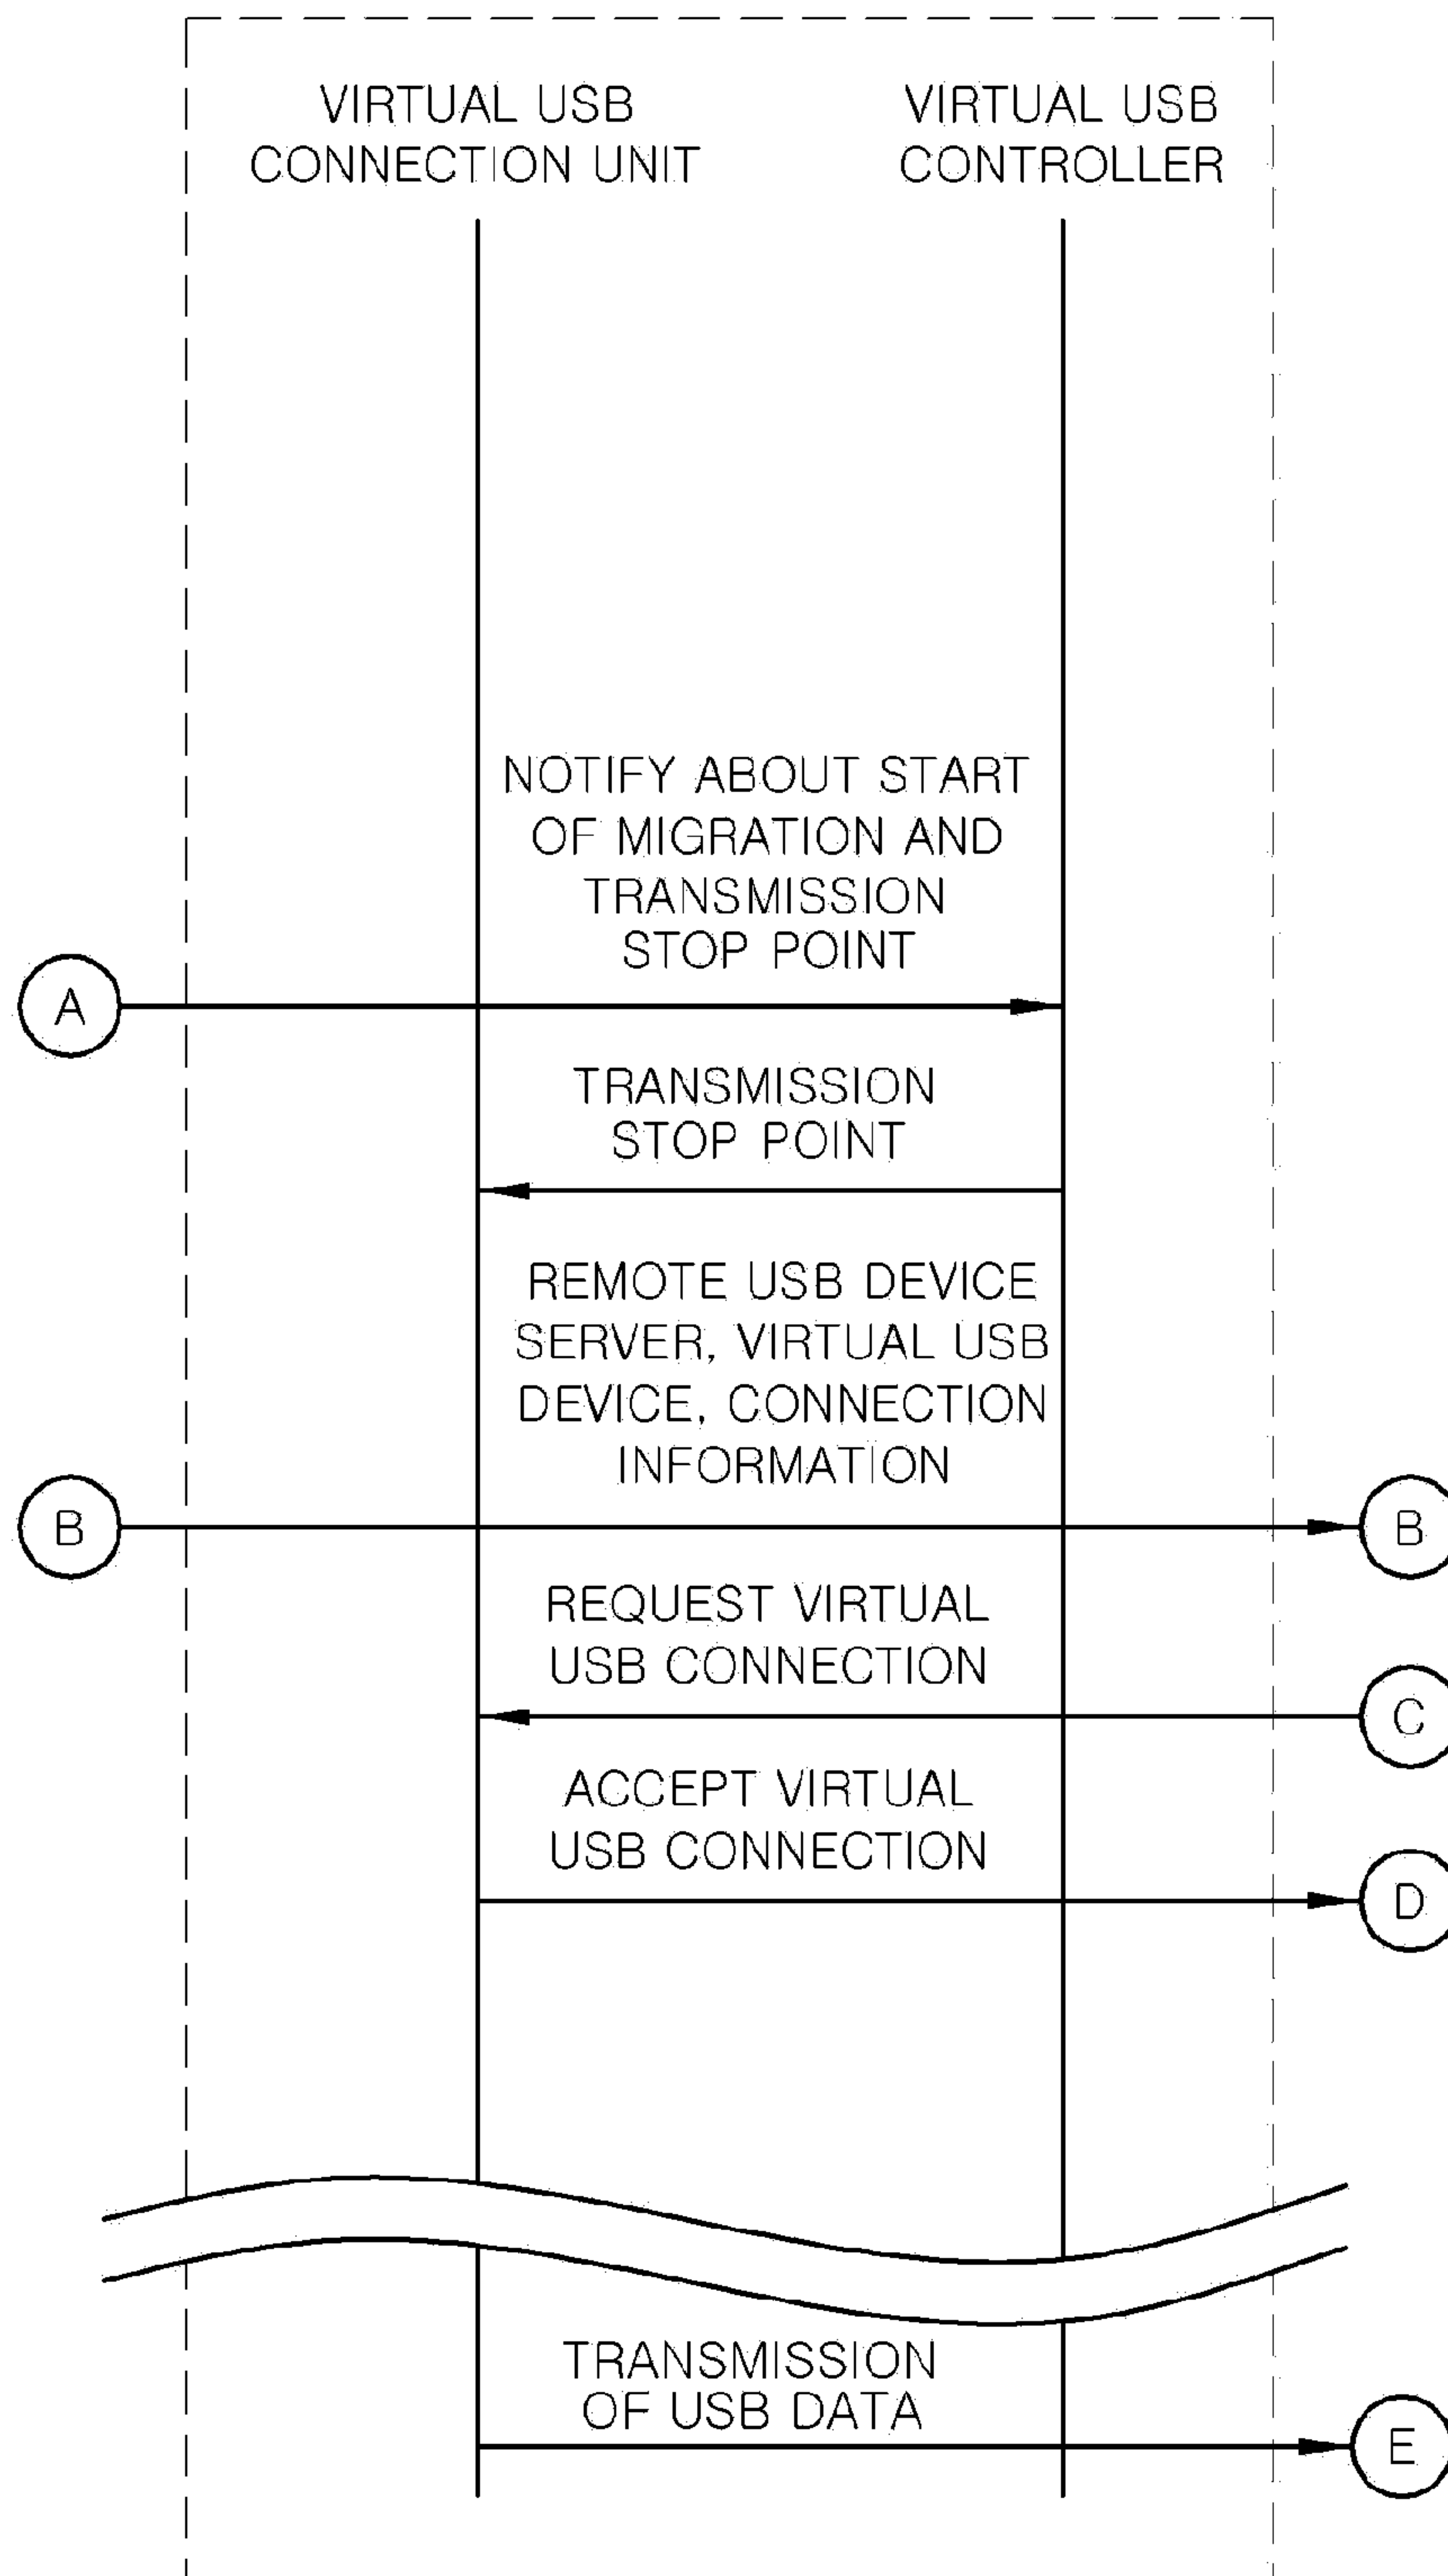 VIRTUAL USB
CONNECTION UNIT
VIRTUAL USB
CONTROLLER
NOTIFY ABOUT START
OF MIGRATION AND
TRANSMISSION
STOP POINT
A
TRANSMISSION
STOP POINT
REMOTE USB DEVICE
SERVER, VIRTUAL USB
DEVICE, CONNECTION
INFORMATION
B
B
REQUEST VIRTUAL
USB CONNECTION
C
ACCEPT VIRTUAL
USB CONNECTION
D
TRANSMISSION
OF USB DATA
E